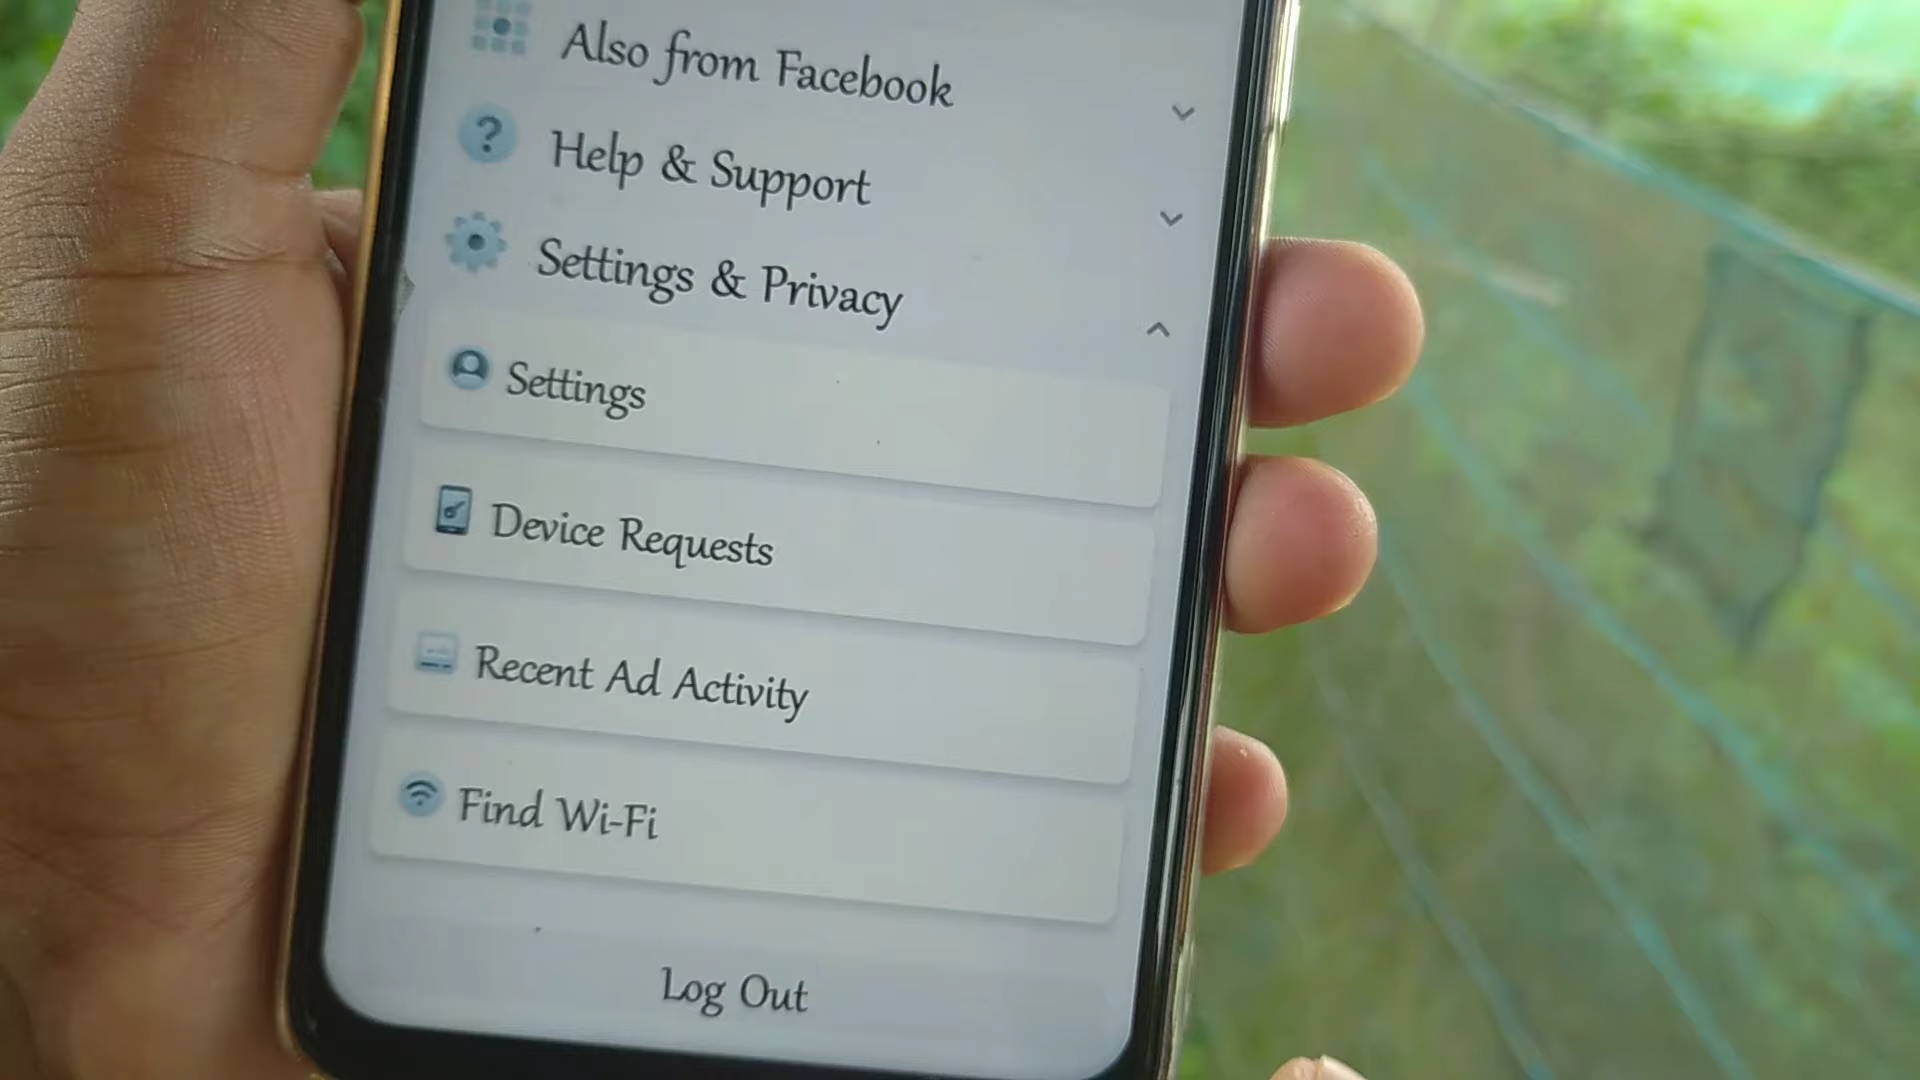 Also from Facebook
Help & Support
Settings & Privacy
Settings
Device Requests
Recent Ad Activity
Find Wi-Fi
Log Out